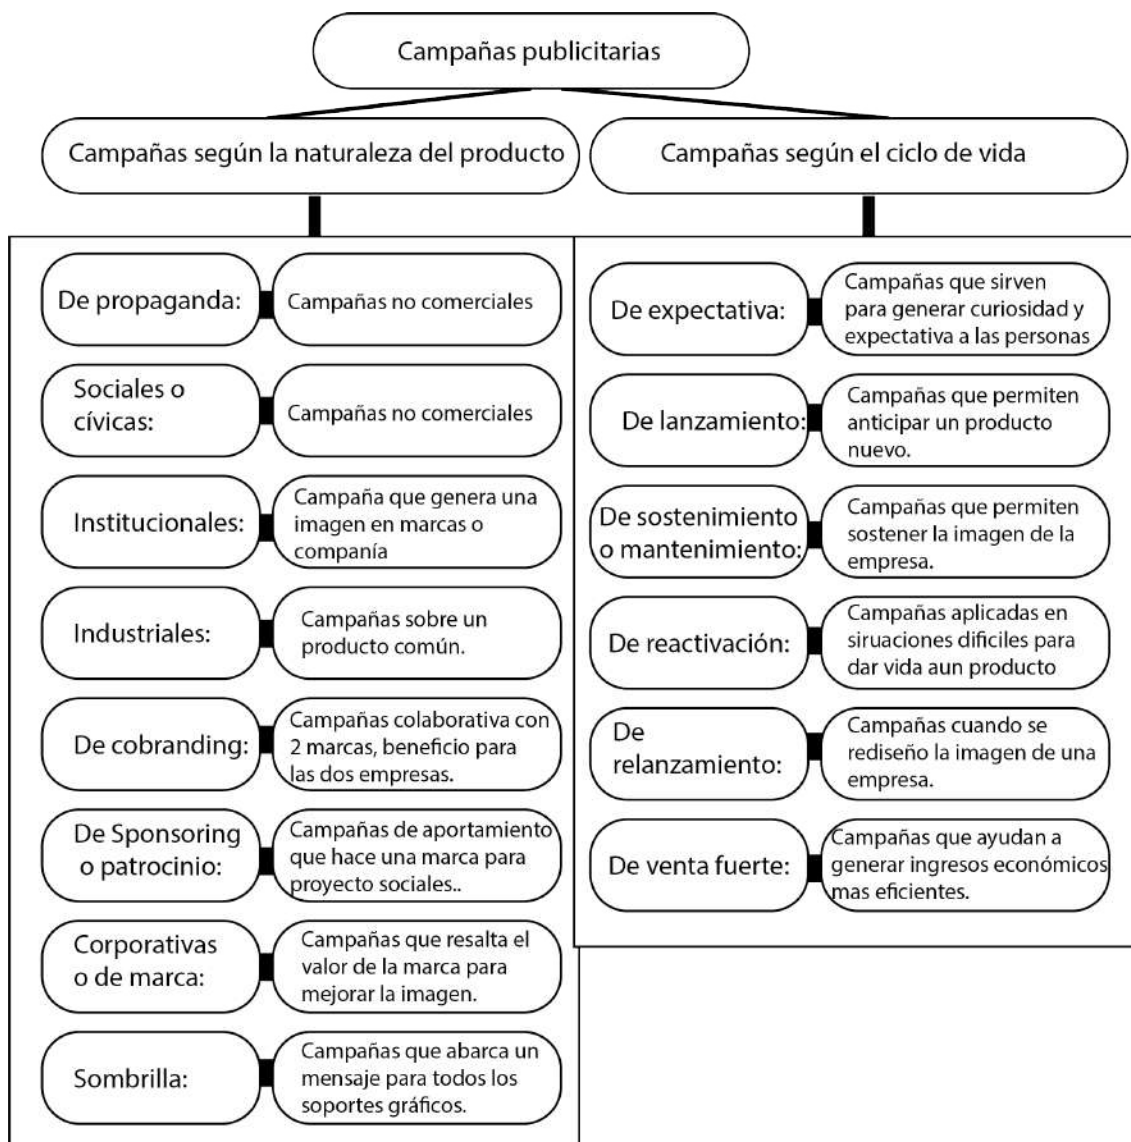 Campañas publicitarias
Campañas según la naturaleza del producto
De propaganda:
Campañas no comerciales
Sociales o
cívicas:
Campañas no comerciales
Institucionales:
Campaña que genera una
imagen en marcas o
compañía
Industriales:
Campañas sobre un
producto común.
De cobranding:
Campañas colaborativa con
2 marcas, beneficio para
las dos empresas.
De Sponsoring
o patrocinio:
Campañas de aportamiento
que hace una marca para
proyecto sociales..
Corporativas
o de marca:
Campañas que resalta el
valor de la marca para
mejorar la imagen.
Sombrilla:
Campañas que abarca un
mensaje para todos los
soportes gráficos.
Campañas según el ciclo de vida
De expectativa:
Campañas que sirven
para generar curiosidad y
expectativa a las personas
De lanzamiento:
Campañas que permiten
anticipar un producto
nuevo.
De sostenimiento
o mantenimiento:
Campañas que permiten
sostener la imagen de la
empresa.
De reactivación:
Campañas aplicadas en
siruaciones dificiles para
dar vida aun producto
De
relanzamiento:
Campañas cuando se
rediseño la imagen de una
empresa.
De venta fuerte:
Campañas que ayudan a
generar ingresos económicos
mas eficientes.